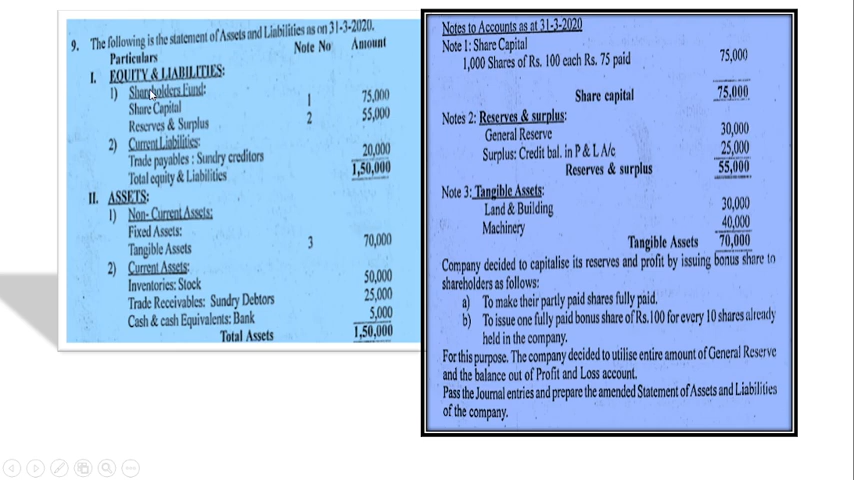 9. The following is the statement of Assets and Liabilities as on 31-3-2020.
Particulars Note No Amount
I. EQUITY & LIABILITIES:
1) Shareholders Fund:
Share Capital 1 75,000
Reserves & Surplus 2 55,000
2) Current Liabilities:
Trade payables : Sundry creditors 20,000
Total equity & Liabilities 1,50,000
II. ASSETS:
1) Non- Current Assets:
Fixed Assets:
Tangible Assets 3 70,000
2) Current Assets:
Inventories: Stock 50,000
Trade Receivables: Sundry Debtors 25,000
Cash & cash Equivalents: Bank 5,000
Total Assets 1,50,000
Notes to Accounts as at 31-3-2020
Note 1: Share Capital
1,000 Shares of Rs. 100 each Rs. 75 paid 75,000
Share capital 75,000
Notes 2: Reserves & surplus:
General Reserve 30,000
Surplus: Credit bal. in P & L A/c 25,000
Reserves & surplus 55,000
Note 3: Tangible Assets:
Land & Building 30,000
Machinery 40,000
Tangible Assets 70,000
Company decided to capitalise its reserves and profit by issuing bonus share to
shareholders as follows:
a) To make their partly paid shares fully paid.
b) To issue one fully paid bonus share of Rs. 100 for every 10 shares already
held in the company.
For this purpose. The company decided to utilise entire amount of General Reserve
and the balance out of Profit and Loss account.
Pass the Journal entries and prepare the amended Statement of Assets and Liabilities
of the company.